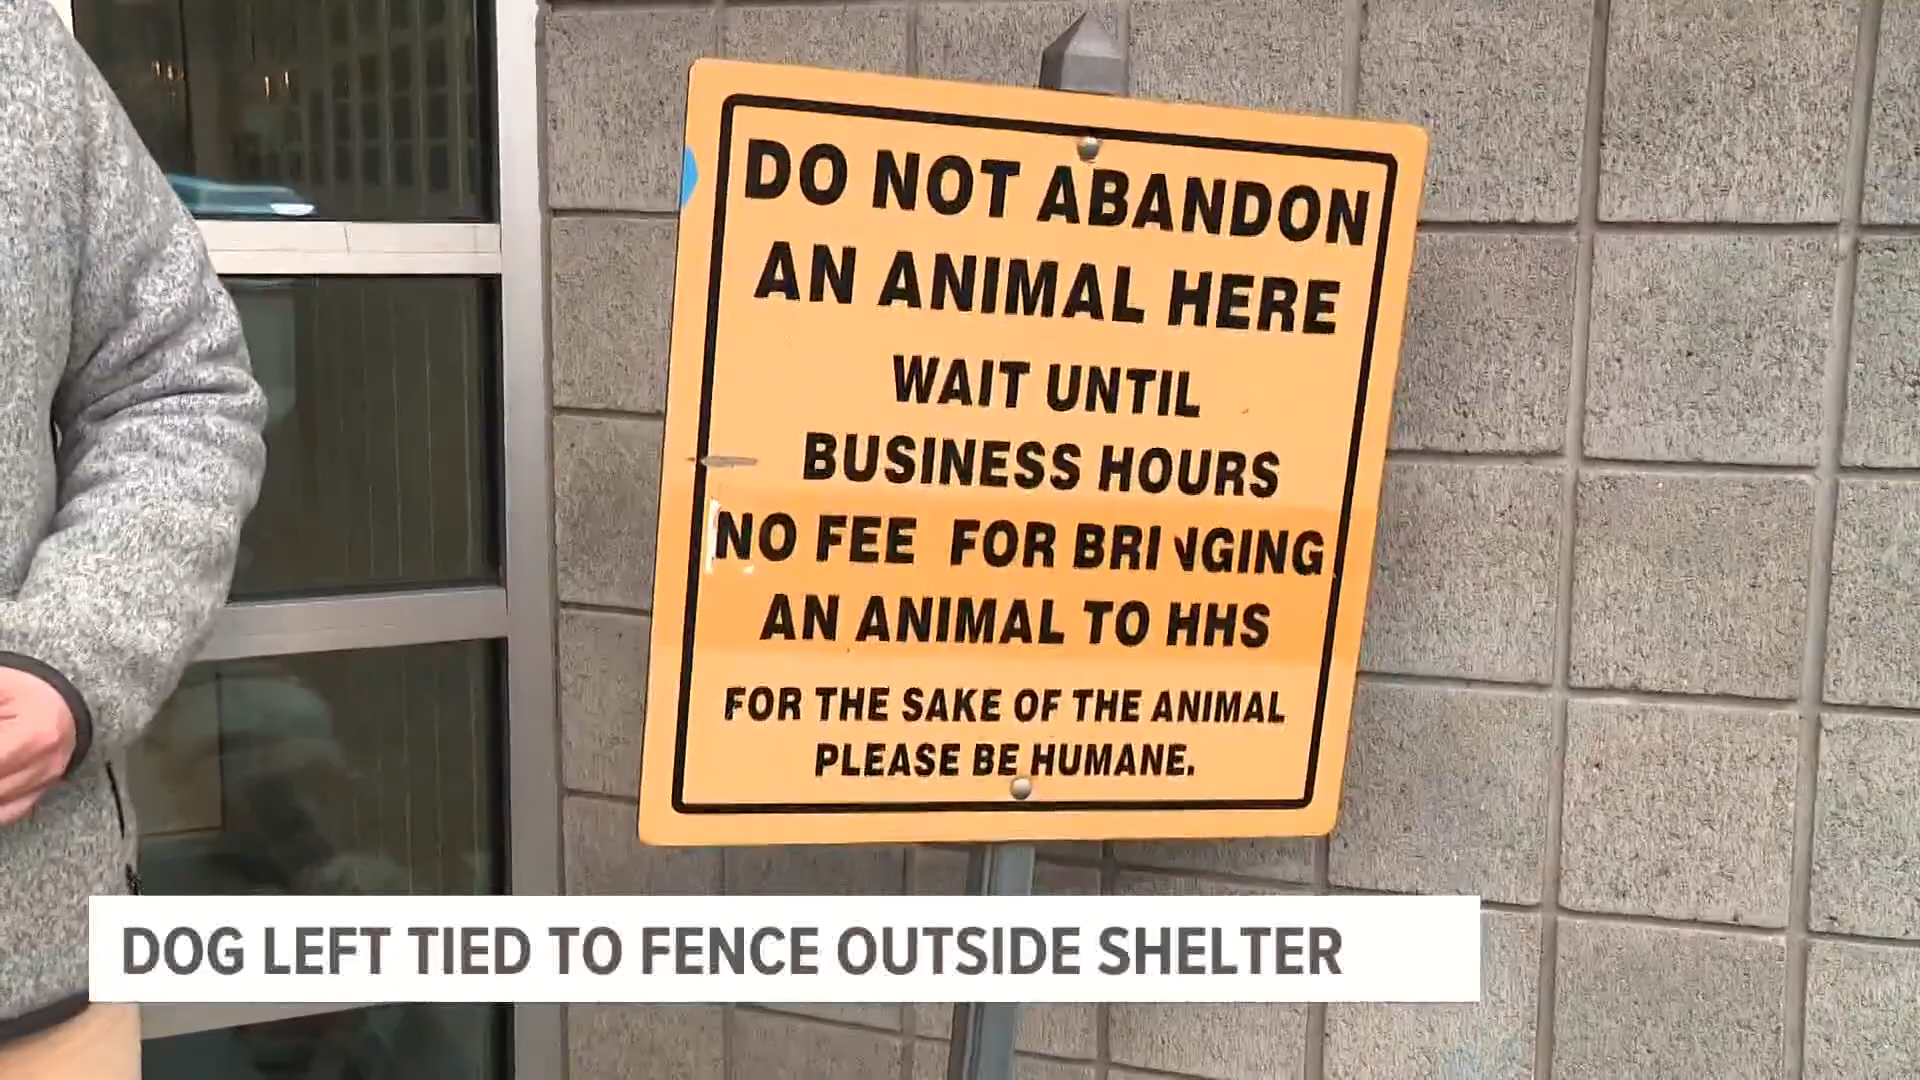 DO NOT ABANDON
AN ANIMAL HERE
WAIT UNTIL
BUSINESS HOURS
NO FEE FOR BRINGING
AN ANIMAL TO HHS
FOR THE SAKE OF THE ANIMAL
PLEASE BE HUMANE.
DOG LEFT TIED TO FENCE OUTSIDE SHELTER